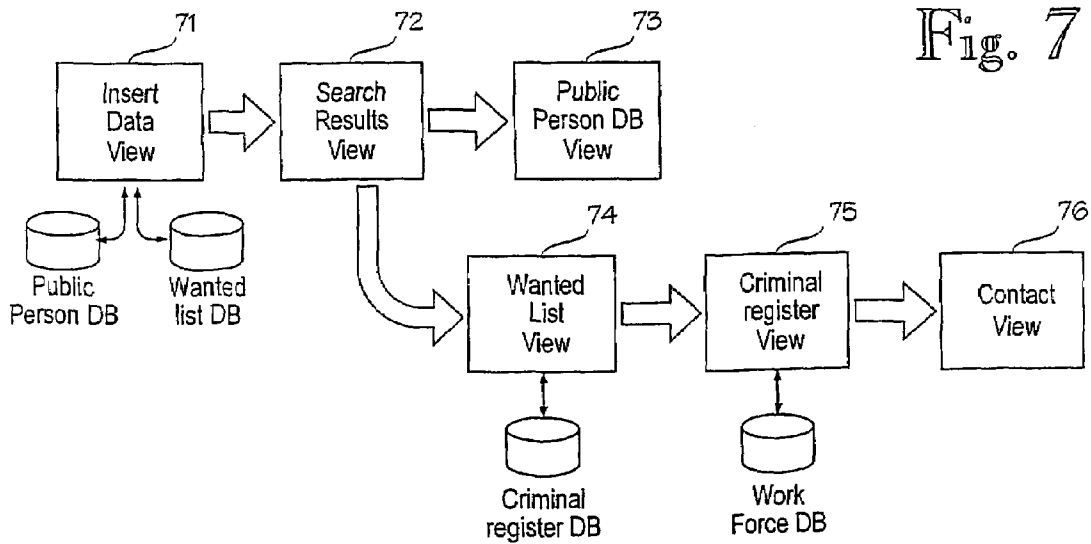 Fig. 7
71
Insert
Data
View
72
Search
Results
View
73
Public
Person DB
View
Public
Person DB
Wanted
list DB
74
Wanted
List
View
75
Criminal
register
View
76
Contact
View
Criminal
register DB
Work
Force DB